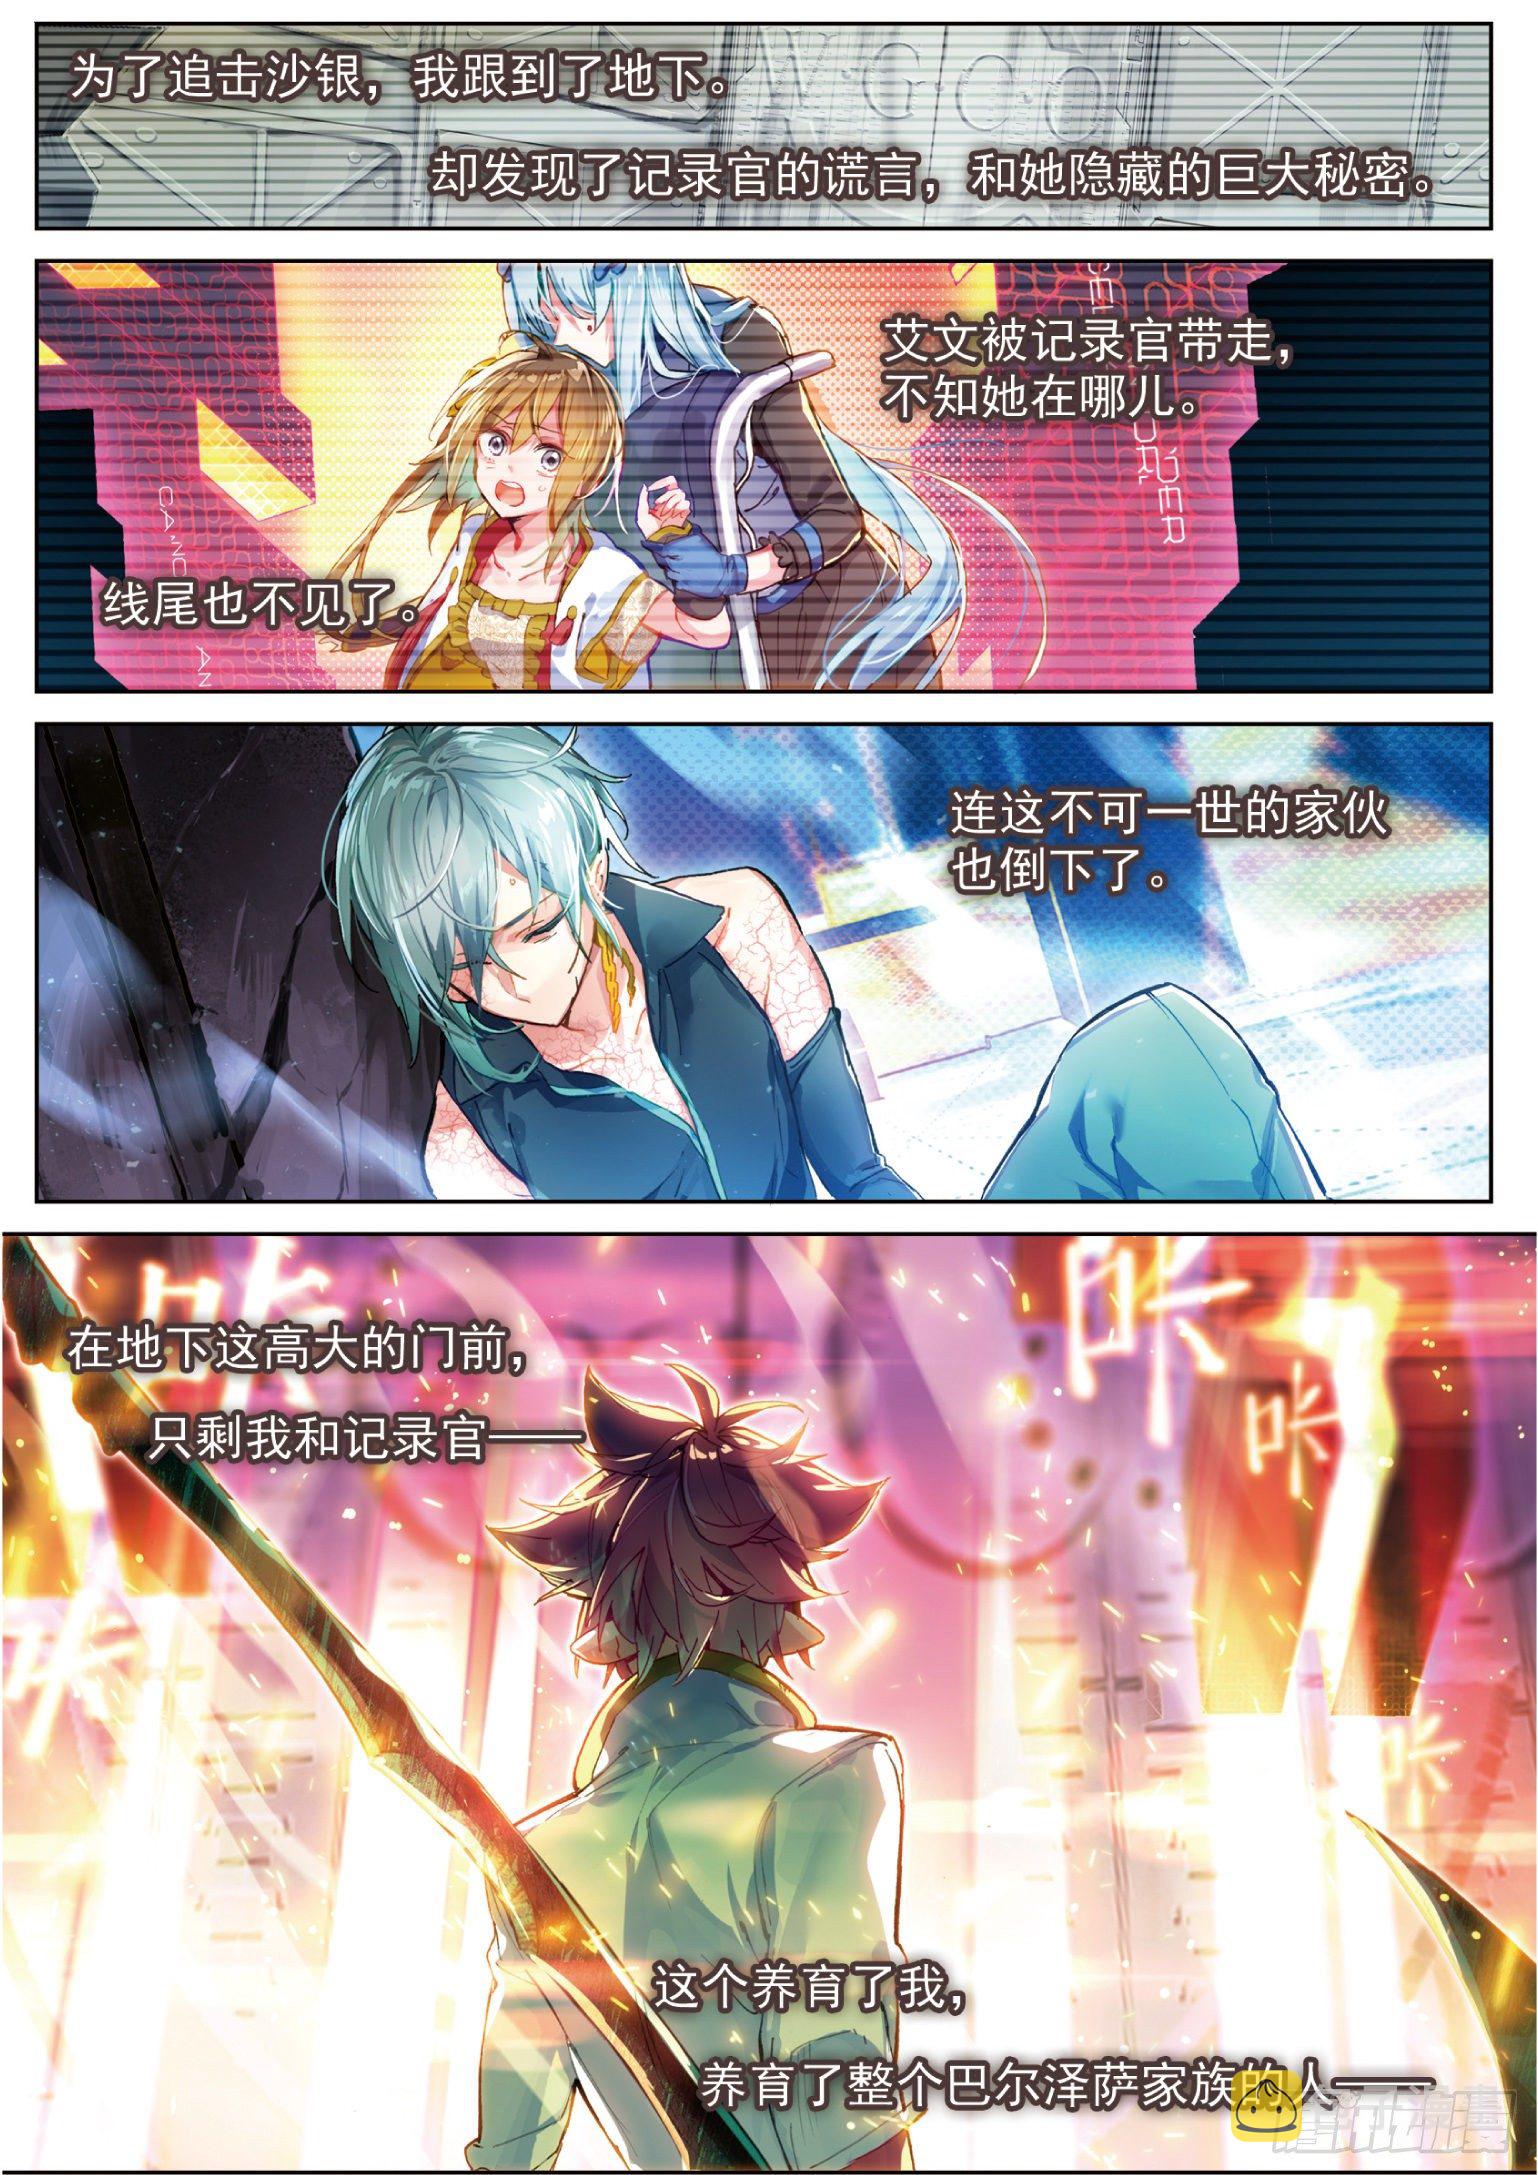 为了追击沙银，我跟到了地下。
却发现了记录官的谎言，和她隐藏的巨大秘密。
艾文被记录官带走，
不知她在哪儿。
线尾也不见了。
连这不可一世的家伙
也倒下了。
在地下这高大的门前，
只剩我和记录官——
咔
咔
咔
咔
咔
这个养育了我，
养育了整个巴尔泽萨家族的人——